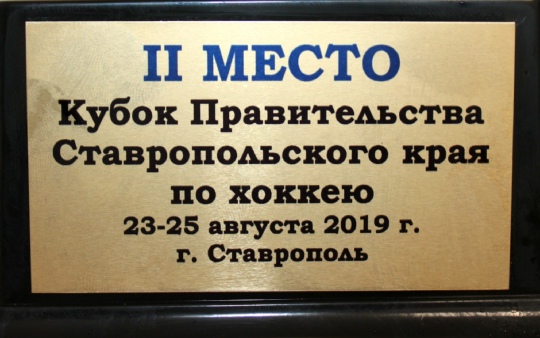 II МЕСТО
Кубок Правительства
Ставропольского края
по хоккею
23-25 августа 2019 г.
г. Ставрополь